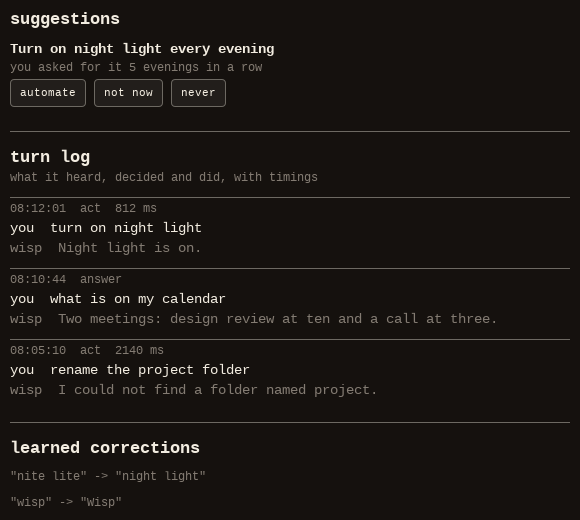 suggestions
Turn on night light every evening
you asked for it 5 evenings in a row
automate not now never
turn log
what it heard, decided and did, with timings
08:12:01 act 812 ms
you turn on night light
wisp Night light is on.
08:10:44 answer
you what is on my calendar
wisp Two meetings: design review at ten and a call at three.
08:05:10 act 2140 ms
you rename the project folder
wisp I could not find a folder named project.
learned corrections
"nite lite" -> "night light"
"wisp" -> "Wisp"